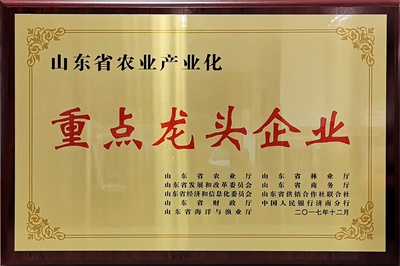 山东省农业产业化
重点龙头企业
山东省农业厅 山东省林业厅
山东省发展和改革委员会 山东省商务厅
山东省经济和信息化委员会 山东省供销合作社联合社
山东省财政厅 中国人民银行济南分行
山东省海洋与渔业厅 二〇一七年十二月